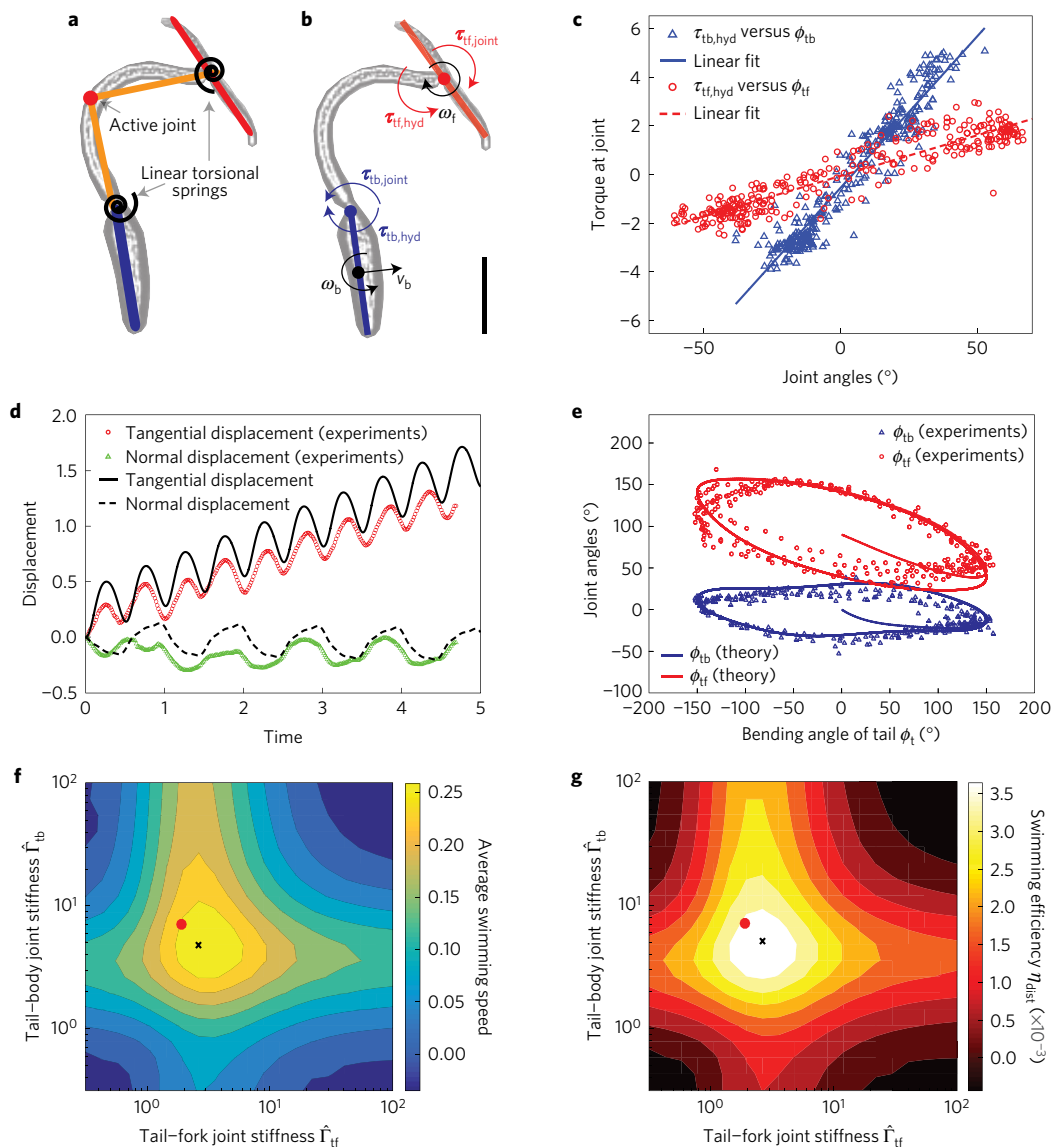 a
Active joint
Linear torsional
springs
b
τtf,joint
τtf,hyd
ωf
τtb,joint
τtb,hyd
ωb
vb
c
τtb,hyd versus ϕtb
Linear fit
τtf,hyd versus ϕtf
Linear fit
Torque at joint
6
4
2
0
−2
−4
−6
−50
0
50
Joint angles (°)
d
Tangential displacement (experiments)
Normal displacement (experiments)
Tangential displacement
Normal displacement
Displacement
2.0
1.5
1.0
0.5
0.0
−0.5
0
1
2
3
4
5
Time
e
ϕtb (experiments)
ϕtf (experiments)
ϕtb (theory)
ϕtf (theory)
Joint angles (°)
200
150
100
50
0
−50
−100
−200
−150
−100
−50
0
50
100
150
200
Bending angle of tail ϕt (°)
f
Tail–body joint stiffness Γ̂tb
10²
10¹
10⁰
10⁰
10¹
10²
Tail–fork joint stiffness Γ̂tf
0.25
0.20
0.15
0.10
0.05
0.00
Average swimming speed
g
Tail–body joint stiffness Γ̂tb
10²
10¹
10⁰
10⁰
10¹
10²
Tail–fork joint stiffness Γ̂tf
3.5
3.0
2.5
2.0
1.5
1.0
0.5
0.0
Swimming efficiency ηdist (×10⁻³)